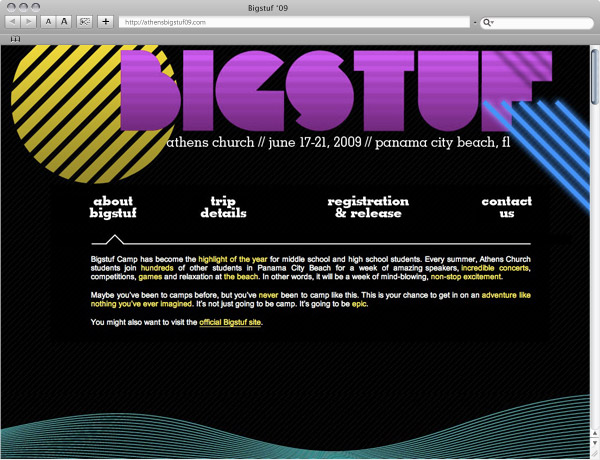 Bigstuf '09
A A +
http://athensbigstuf09.com
BIGSTUF
athens church // june 17-21, 2009 // panama city beach, fl
about
bigstuf
trip
details
registration
& release
contact
us
Bigstuf Camp has become the highlight of the year for middle school and high school students. Every summer, Athens Church
students join hundreds of other students in Panama City Beach for a week of amazing speakers, incredible concerts,
competitions, games and relaxation at the beach. In other words, it will be a week of mind-blowing, non-stop excitement.
Maybe you've been to camps before, but you've never been to camp like this. This is your chance to get in on an adventure like
nothing you've ever imagined. It's not just going to be camp. It's going to be epic.
You might also want to visit the official Bigstuf site.